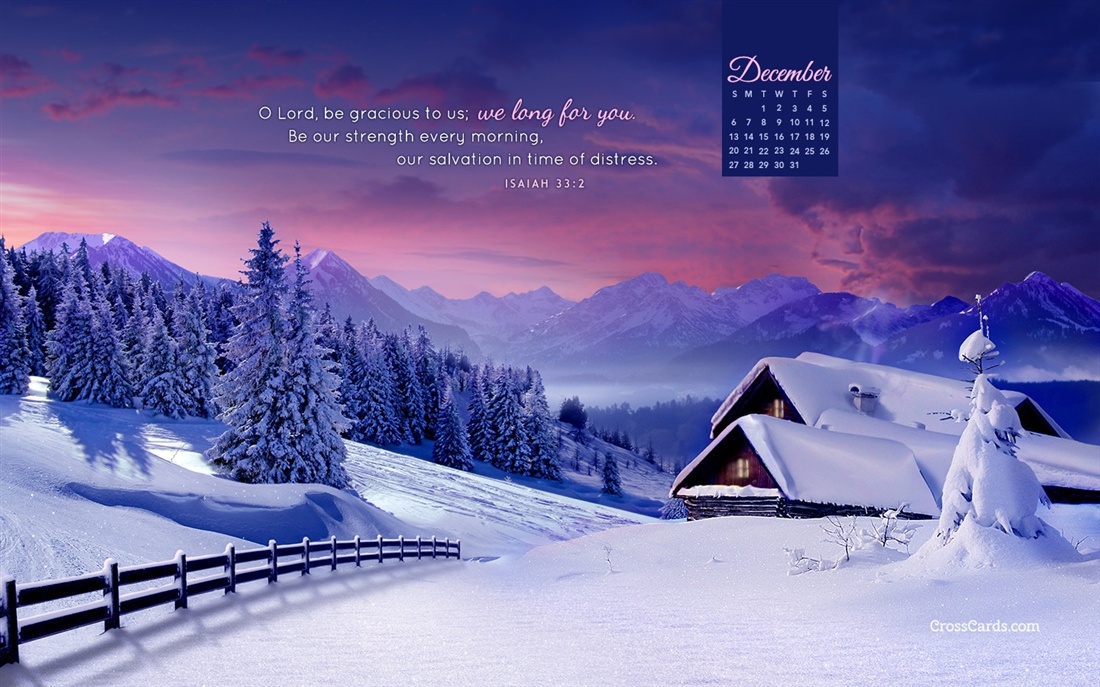 O Lord, be gracious to us; we long for you.
Be our strength every morning,
our salvation in time of distress.
ISAIAH 33:2
December
S M T W T F S
1 2 3 4 5
6 7 8 9 10 11 12
13 14 15 16 17 18 19
20 21 22 23 24 25 26
27 28 29 30 31
CrossCards.com